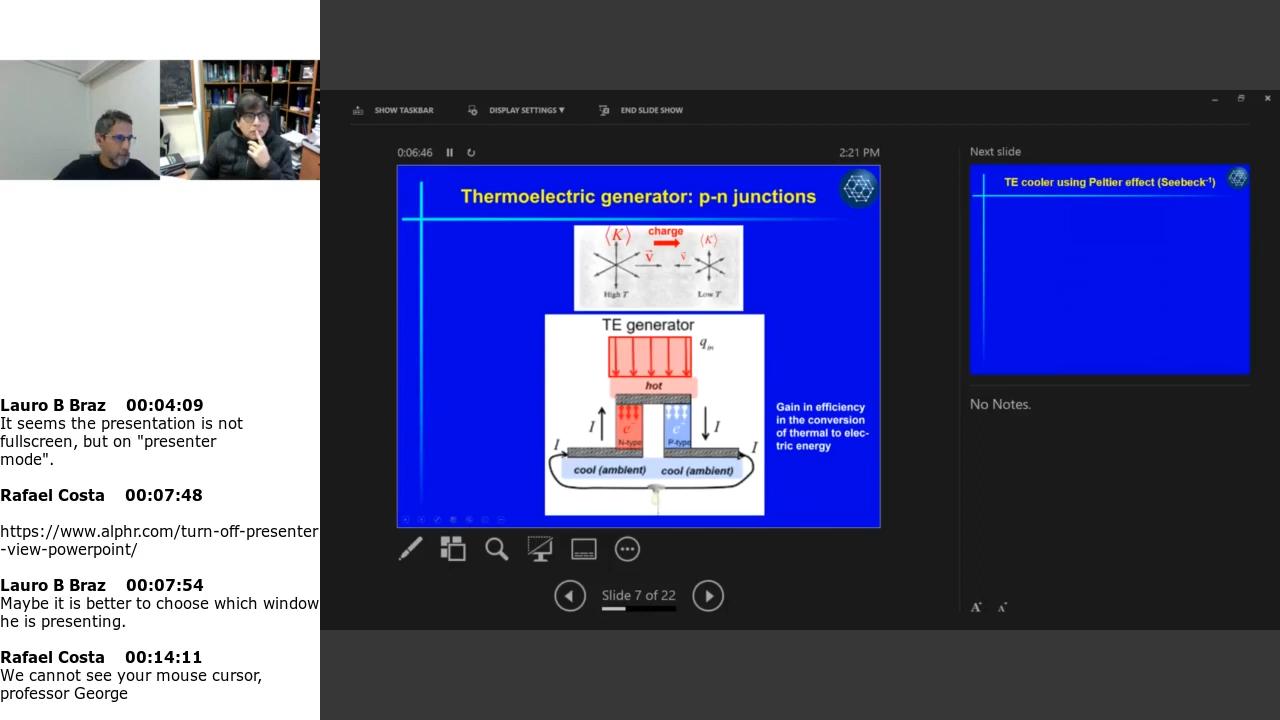 Lauro B Braz 00:04:09
It seems the presentation is not
fullscreen, but on "presenter
mode".
Rafael Costa 00:07:48
https://www.alphr.com/turn-off-presenter
-view-powerpoint/
Lauro B Braz 00:07:54
Maybe it is better to choose which window
he is presenting.
Rafael Costa 00:14:11
We cannot see your mouse cursor,
professor George
SHOW TASKBAR
DISPLAY SETTINGS ▼
END SLIDE SHOW
0:06:46
2:21 PM
Thermoelectric generator: p-n junctions
⟨K⟩
charge
⟨K⟩
v
v
High T
Low T
TE generator
q_in
hot
I
e⁻
e⁻
I
N-type
P-type
I
I
cool (ambient)
cool (ambient)
Gain in efficiency
in the conversion
of thermal to elec-
tric energy
Slide 7 of 22
Next slide
TE cooler using Peltier effect (Seebeck⁻¹)
No Notes.
A
A